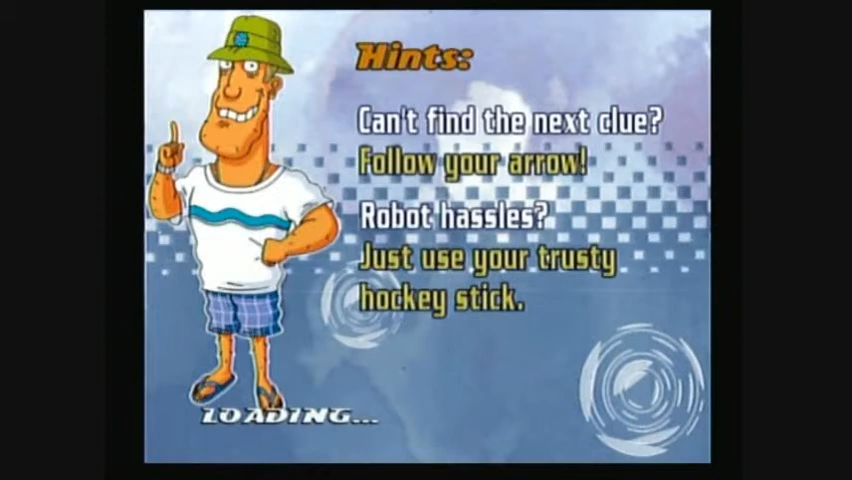 Hints:
Can't find the next clue?
Follow your arrow!
Robot hassles?
Just use your trusty
hockey stick.
LOADING...